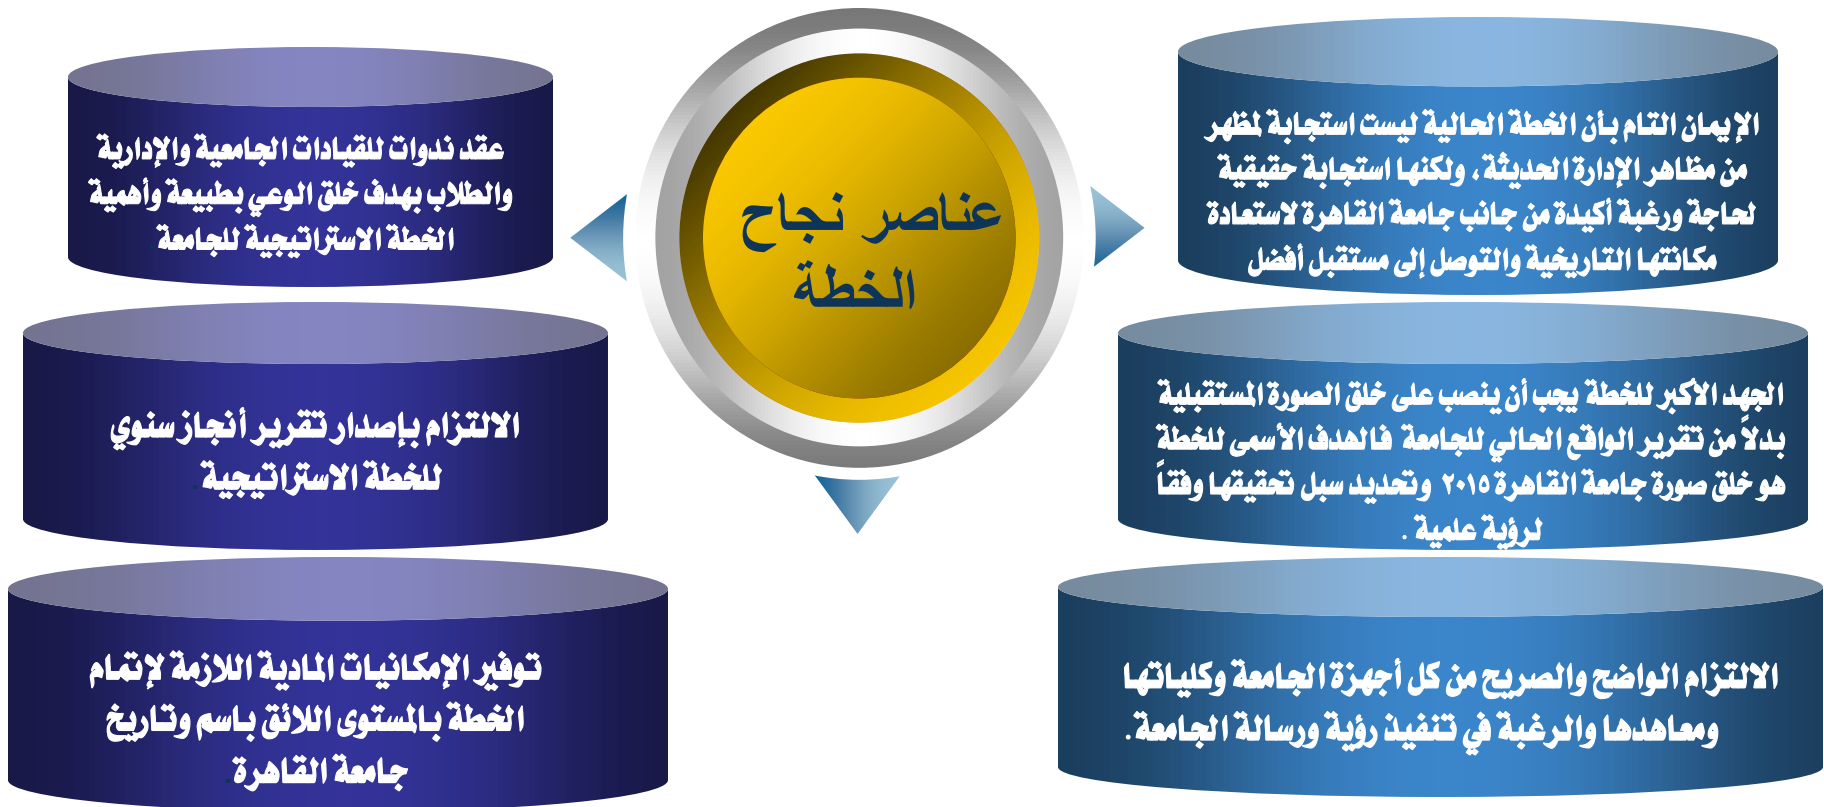 عناصر نجاح
الخطة
الإيمان التام بأن الخطة الحالية ليست استجابة لمظهر
من مظاهر الإدارة الحديثة ، ولكنها استجابة حقيقية
لحاجة ورغبة أكيدة من جانب جامعة القاهرة لاستعادة
مكانتها التاريخية والتوصل إلى مستقبل أفضل
الجهد الأكبر للخطة يجب أن ينصب على خلق الصورة المستقبلية
بدلاً من تقرير الواقع الحالي للجامعة فالهدف الأسمى للخطة
هو خلق صورة جامعة القاهرة ٢٠١٥ وتحديد سبل تحقيقها وفقاً
لرؤية علمية .
الالتزام الواضح والصريح من كل أجهزة الجامعة وكلياتها
ومعاهدها والرغبة في تنفيذ رؤية ورسالة الجامعة .
عقد ندوات للقيادات الجامعية والإدارية
والطلاب بهدف خلق الوعي بطبيعة وأهمية
الخطة الاستراتيجية للجامعة
الالتزام بإصدار تقرير أنجاز سنوي
للخطة الاستراتيجية
توفير الإمكانيات المادية اللازمة لإتمام
الخطة بالمستوى اللائق باسم وتاريخ
جامعة القاهرة